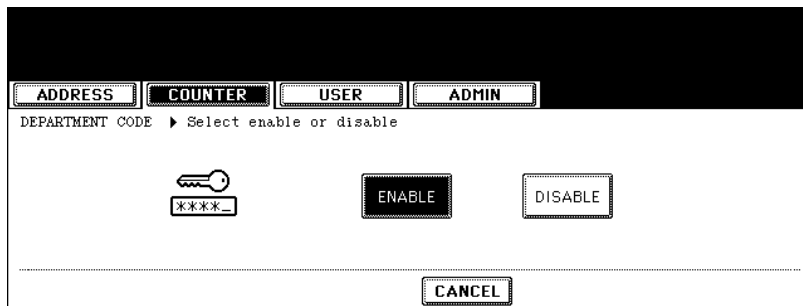 ADDRESS COUNTER USER ADMIN
DEPARTMENT CODE ▶ Select enable or disable
****_ ENABLE DISABLE
CANCEL